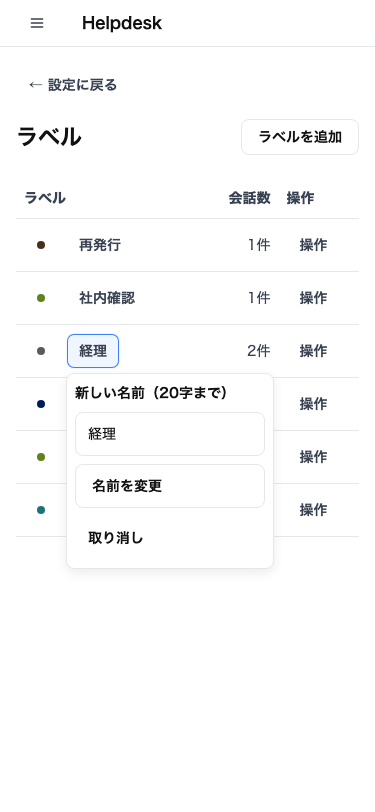 Helpdesk
← 設定に戻る
ラベル
ラベルを追加
ラベル 会話数 操作
再発行 1件 操作
社内確認 1件 操作
経理 2件 操作
新しい名前（20字まで）
操作
経理
名前を変更
操作
取り消し
操作